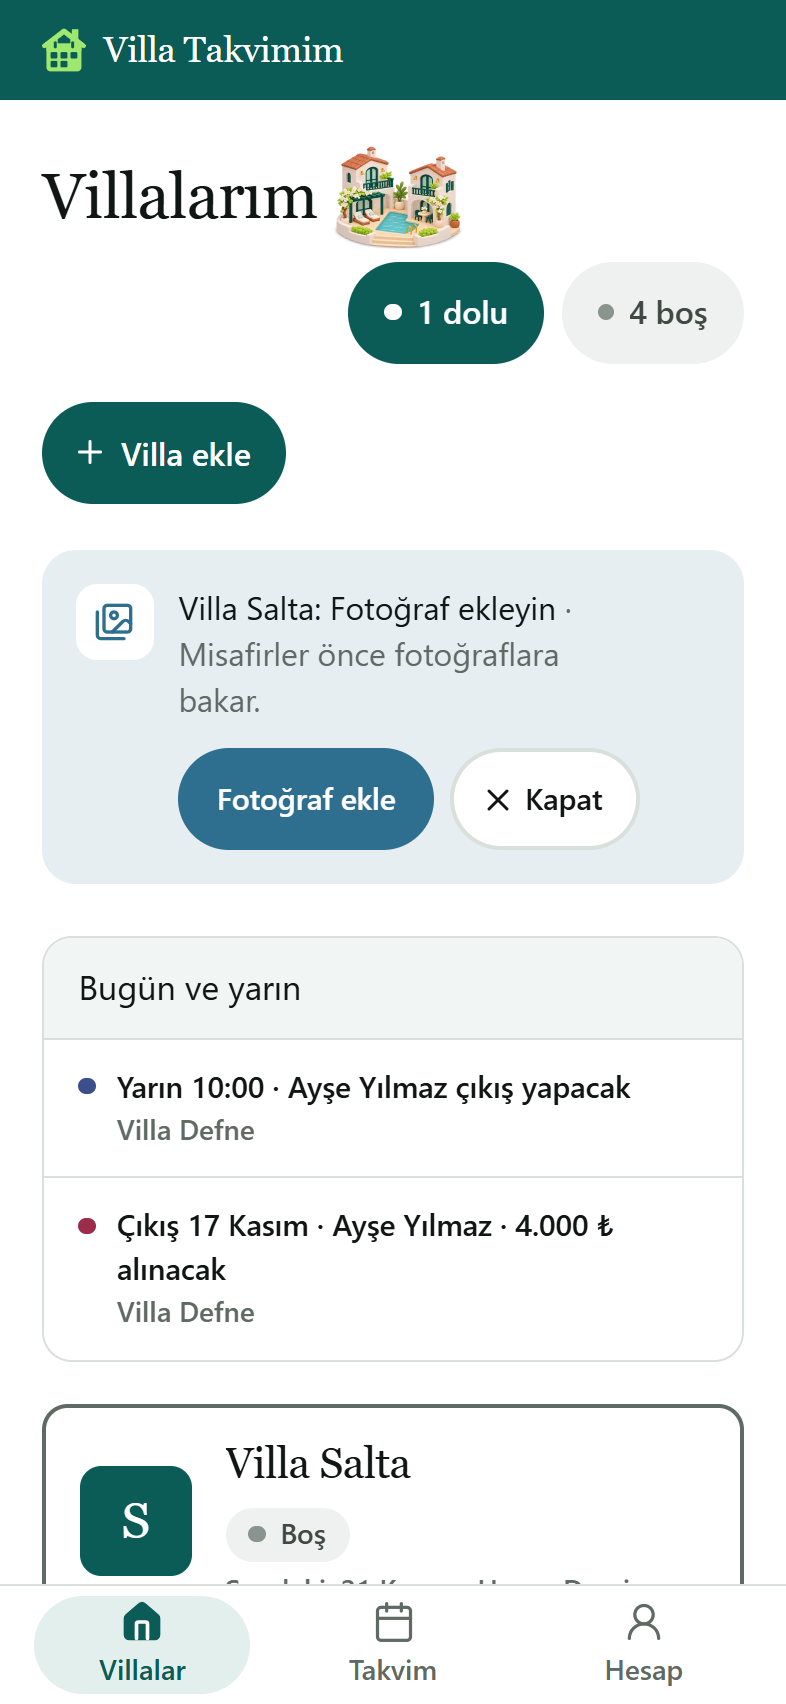 Villa Takvimim
Villalarım
1 dolu
4 boş
+ Villa ekle
Villa Salta: Fotoğraf ekleyin ·
Misafirler önce fotoğraflara
bakar.
Fotoğraf ekle
Kapat
Bugün ve yarın
Yarın 10:00 · Ayşe Yılmaz çıkış yapacak
Villa Defne
Çıkış 17 Kasım · Ayşe Yılmaz · 4.000 ₺
alınacak
Villa Defne
Villa Salta
S
Boş
Villalar
Takvim
Hesap